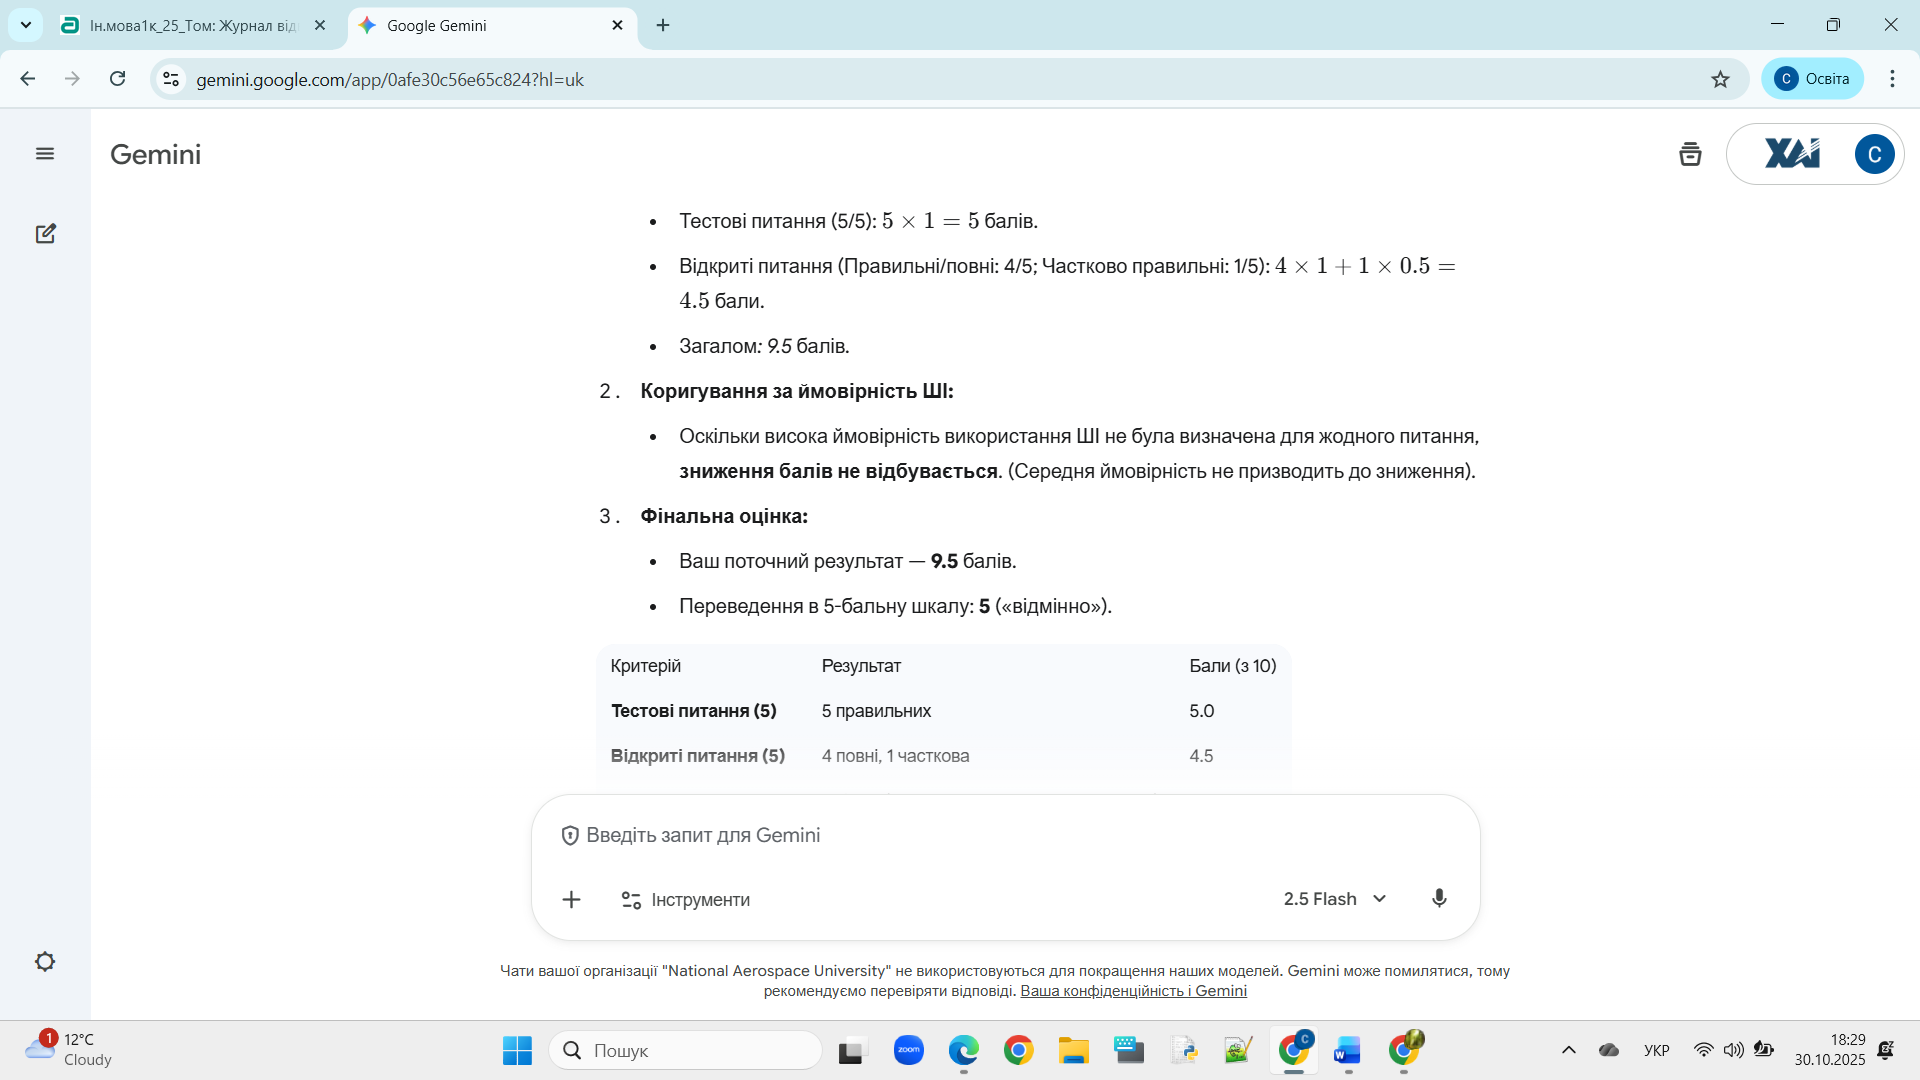 Ін.мова1к_25_Том: Журнал від
Google Gemini
gemini.google.com/app/0afe30c56e65c824?hl=uk
C
Освіта
Gemini
XAI
C
• Тестові питання (5/5): 5 × 1 = 5 балів.
• Відкриті питання (Правильні/повні: 4/5; Частково правильні: 1/5): 4 × 1 + 1 × 0.5 =
4.5 бали.
• Загалом: 9.5 балів.
2. Коригування за ймовірність ШІ:
• Оскільки висока ймовірність використання ШІ не була визначена для жодного питання,
зниження балів не відбувається. (Середня ймовірність не призводить до зниження).
3. Фінальна оцінка:
• Ваш поточний результат — 9.5 балів.
• Переведення в 5-бальну шкалу: 5 («відмінно»).
Критерій Результат Бали (з 10)
Тестові питання (5) 5 правильних 5.0
Відкриті питання (5) 4 повні, 1 часткова 4.5
Введіть запит для Gemini
Інструменти
2.5 Flash
Чати вашої організації "National Aerospace University" не використовуються для покращення наших моделей. Gemini може помилятися, тому
рекомендуємо перевіряти відповіді. Ваша конфіденційність і Gemini
1
12°C
Cloudy
Пошук
zoom
C
W
УКР
18:29
30.10.2025